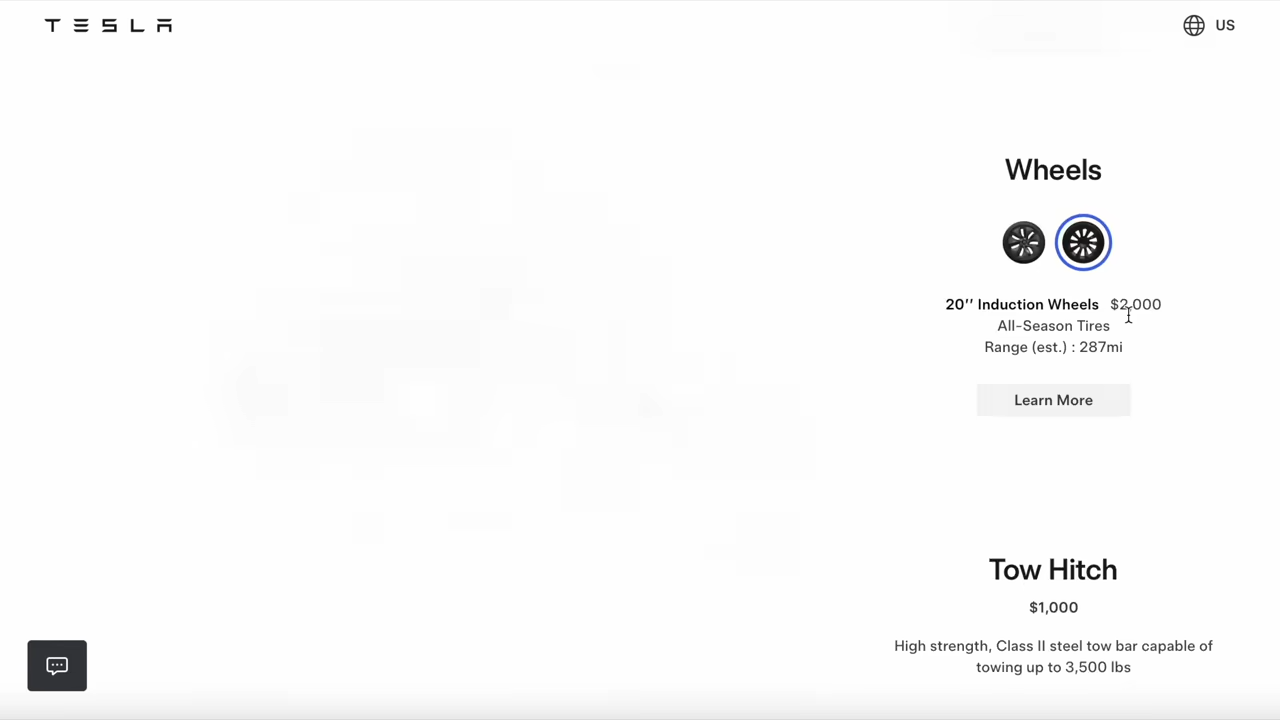 TESLA
US
Wheels
20'' Induction Wheels $2,000
All-Season Tires
Range (est.) : 287mi
Learn More
Tow Hitch
$1,000
High strength, Class II steel tow bar capable of
towing up to 3,500 lbs